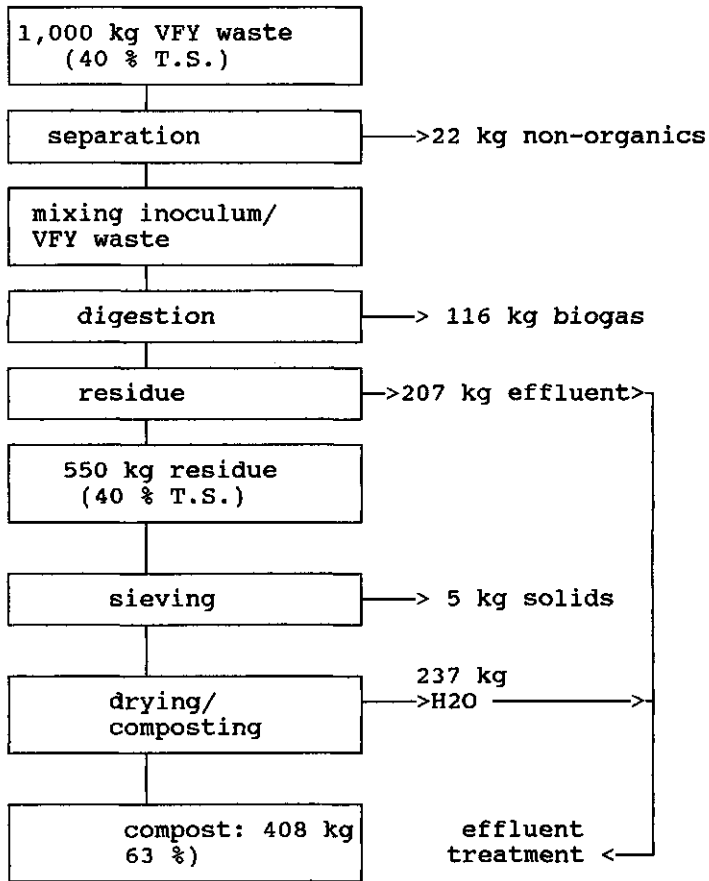 1,000 kg VFY waste
(40 % T.S.)
separation
>22 kg non-organics
mixing inoculum/
VFY waste
digestion
> 116 kg biogas
residue
>207 kg effluent>
550 kg residue
(40 % T.S.)
sieving
> 5 kg solids
237 kg
drying/
composting
>H2O >
compost: 408 kg
63 %)
effluent
treatment <